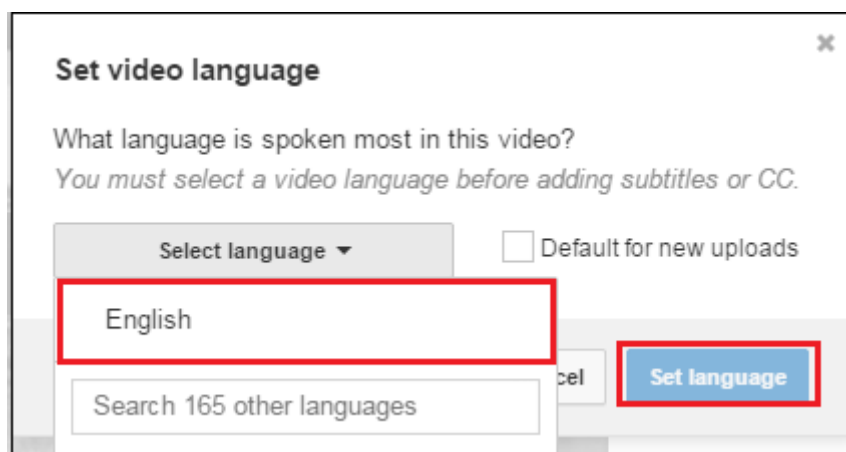 Set video language
What language is spoken most in this video?
You must select a video language before adding subtitles or CC.
Select language
Default for new uploads
English
cel
Set language
Search 165 other languages